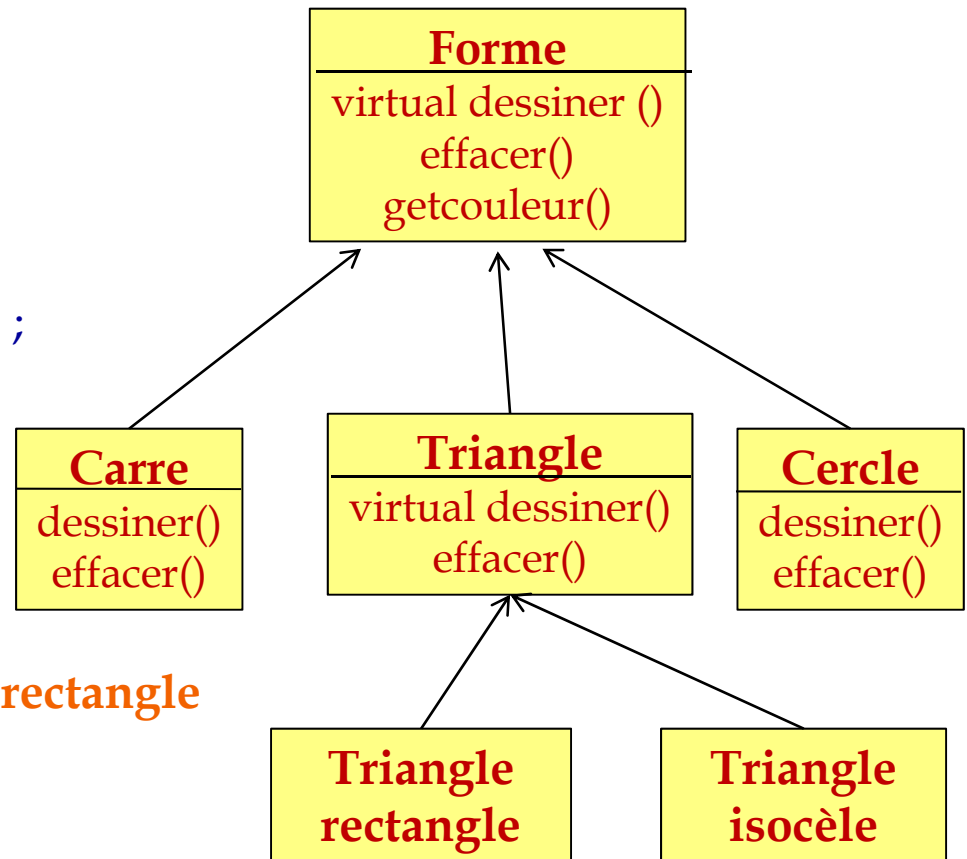 Forme
virtual dessiner ()
effacer()
getcouleur()
;
Carre
dessiner()
effacer()
Triangle
virtual dessiner()
effacer()
Cercle
dessiner()
effacer()
rectangle
Triangle
rectangle
Triangle
isocèle